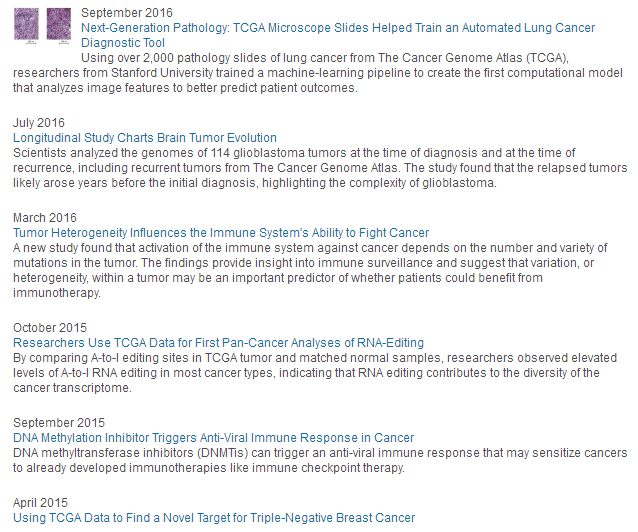 September 2016
Next-Generation Pathology: TCGA Microscope Slides Helped Train an Automated Lung Cancer
Diagnostic Tool
Using over 2,000 pathology slides of lung cancer from The Cancer Genome Atlas (TCGA),
researchers from Stanford University trained a machine-learning pipeline to create the first computational model
that analyzes image features to better predict patient outcomes.
July 2016
Longitudinal Study Charts Brain Tumor Evolution
Scientists analyzed the genomes of 114 glioblastoma tumors at the time of diagnosis and at the time of
recurrence, including recurrent tumors from The Cancer Genome Atlas. The study found that the relapsed tumors
likely arose years before the initial diagnosis, highlighting the complexity of glioblastoma.
March 2016
Tumor Heterogeneity Influences the Immune System's Ability to Fight Cancer
A new study found that activation of the immune system against cancer depends on the number and variety of
mutations in the tumor. The findings provide insight into immune surveillance and suggest that variation, or
heterogeneity, within a tumor may be an important predictor of whether patients could benefit from
immunotherapy.
October 2015
Researchers Use TCGA Data for First Pan-Cancer Analyses of RNA-Editing
By comparing A-to-I editing sites in TCGA tumor and matched normal samples, researchers observed elevated
levels of A-to-I RNA editing in most cancer types, indicating that RNA editing contributes to the diversity of the
cancer transcriptome.
September 2015
DNA Methylation Inhibitor Triggers Anti-Viral Immune Response in Cancer
DNA methyltransferase inhibitors (DNMTis) can trigger an anti-viral immune response that may sensitize cancers
to already developed immunotherapies like immune checkpoint therapy.
April 2015
Using TCGA Data to Find a Novel Target for Triple-Negative Breast Cancer